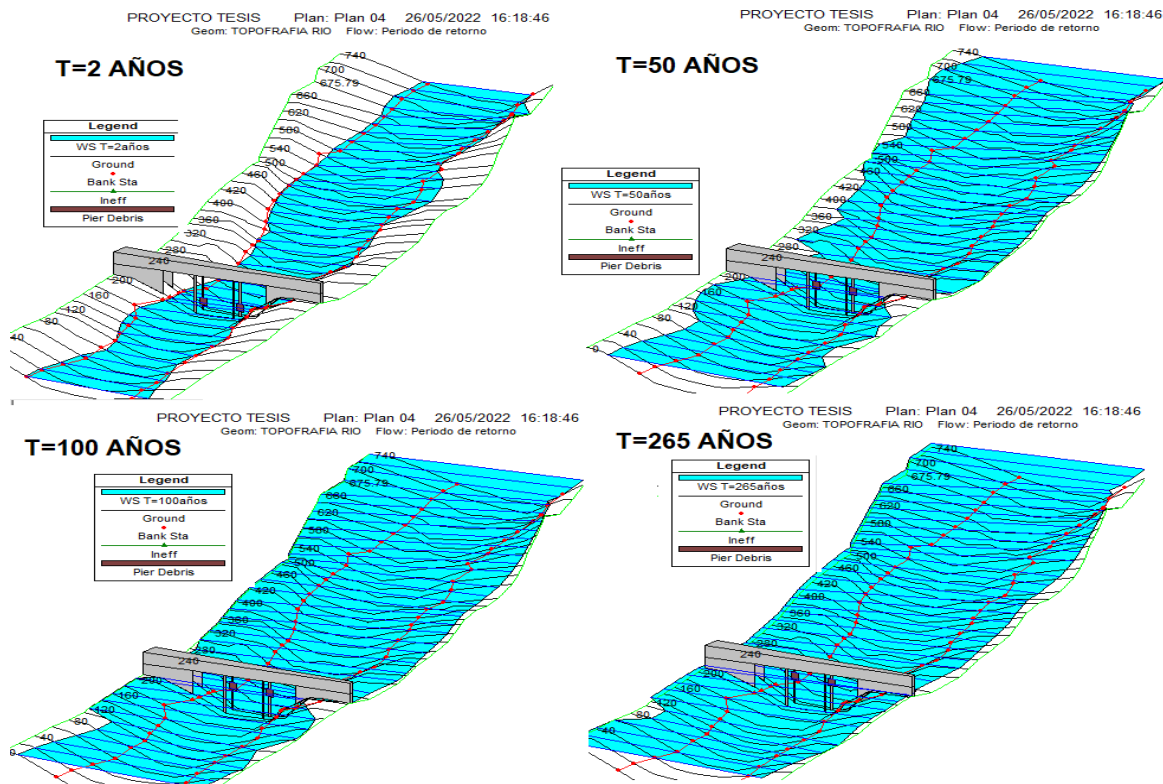 PROYECTO TESIS Plan: Plan 04 26/05/2022 16:18:46
Geom: TOPOFRAFIA RIO Flow: Periodo de retorno
T=2 AÑOS
Legend
WS T=2años
Ground
Bank Sta
Ineff
Pier Debris
740
700
675.79
660
620
580
540
500
460
420
400
360
320
280
240
200
160
120
80
40
PROYECTO TESIS Plan: Plan 04 26/05/2022 16:18:46
Geom: TOPOFRAFIA RIO Flow: Periodo de retorno
T=50 AÑOS
Legend
WS T=50años
Ground
Bank Sta
Ineff
Pier Debris
740
700
675.79
660
620
580
540
500
460
420
400
360
320
280
240
200
160
120
80
40
0
PROYECTO TESIS Plan: Plan 04 26/05/2022 16:18:46
Geom: TOPOFRAFIA RIO Flow: Periodo de retorno
T=100 AÑOS
Legend
WS T=100años
Ground
Bank Sta
Ineff
Pier Debris
740
700
675.79
660
620
580
540
500
460
420
400
360
320
280
240
200
160
120
80
40
0
PROYECTO TESIS Plan: Plan 04 26/05/2022 16:18:46
Geom: TOPOFRAFIA RIO Flow: Periodo de retorno
T=265 AÑOS
Legend
WS T=265años
Ground
Bank Sta
Ineff
Pier Debris
740
700
675.79
660
620
580
540
500
460
420
400
360
320
280
240
200
160
120
80
40
0